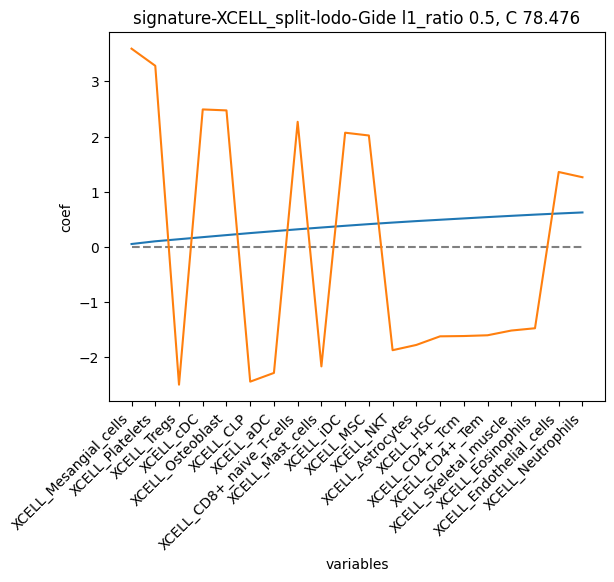 signature-XCELL_split-lodo-Gide l1_ratio 0.5, C 78.476
coef
3
2
1
0
−1
−2
XCELL_Mesangial_cells
XCELL_Platelets
XCELL_Tregs
XCELL_cDC
XCELL_Osteoblast
XCELL_CLP
XCELL_aDC
XCELL_CD8+_naive_T-cells
XCELL_Mast_cells
XCELL_iDC
XCELL_MSC
XCELL_NKT
XCELL_Astrocytes
XCELL_HSC
XCELL_CD4+_Tcm
XCELL_CD4+_Tem
XCELL_Skeletal_muscle
XCELL_Eosinophils
XCELL_Endothelial_cells
XCELL_Neutrophils
variables